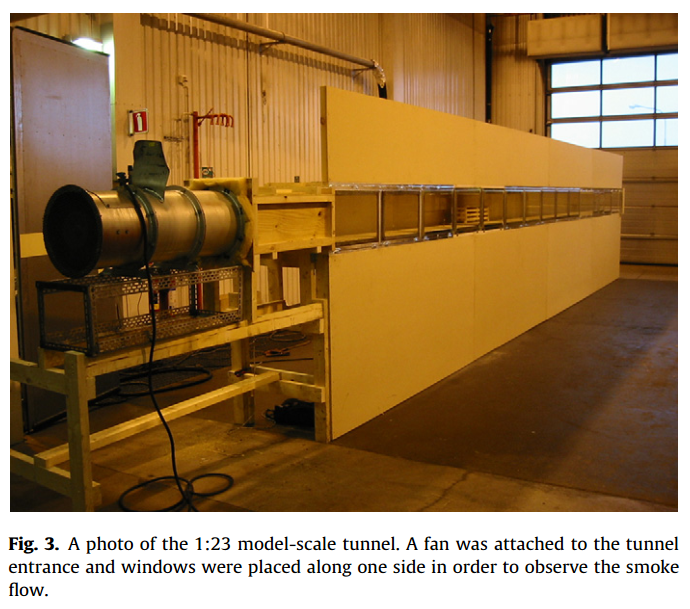 Fig. 3. A photo of the 1:23 model-scale tunnel. A fan was attached to the tunnel
entrance and windows were placed along one side in order to observe the smoke
flow.